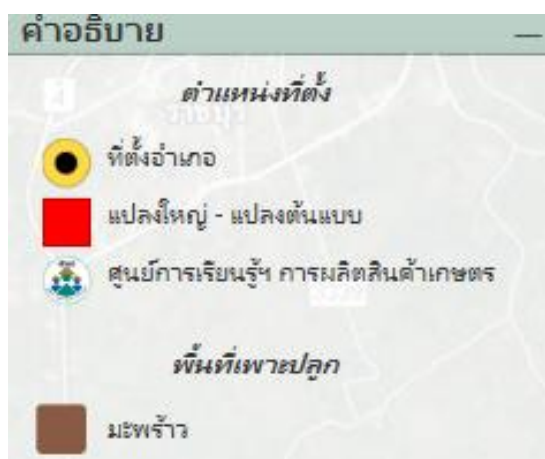 คำอธิบาย
ตำแหน่งที่ตั้ง
ที่ตั้งอำเภอ
แปลงใหญ่ - แปลงต้นแบบ
ศูนย์การเรียนรู้ฯ การผลิตสินค้าเกษตร
พื้นที่เพาะปลูก
มะพร้าว